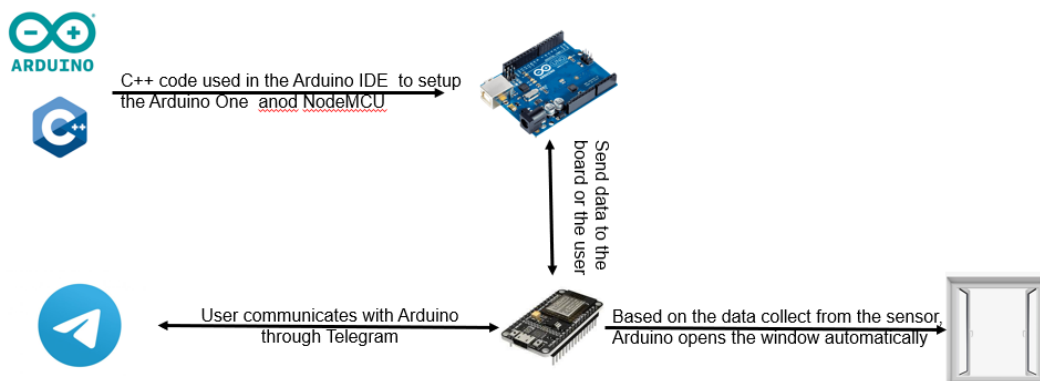 ARDUINO
C++
C++ code used in the Arduino IDE to setup
the Arduino One anod NodeMCU
Send data to the
board or the user
User communicates with Arduino
through Telegram
Based on the data collect from the sensor,
Arduino opens the window automatically